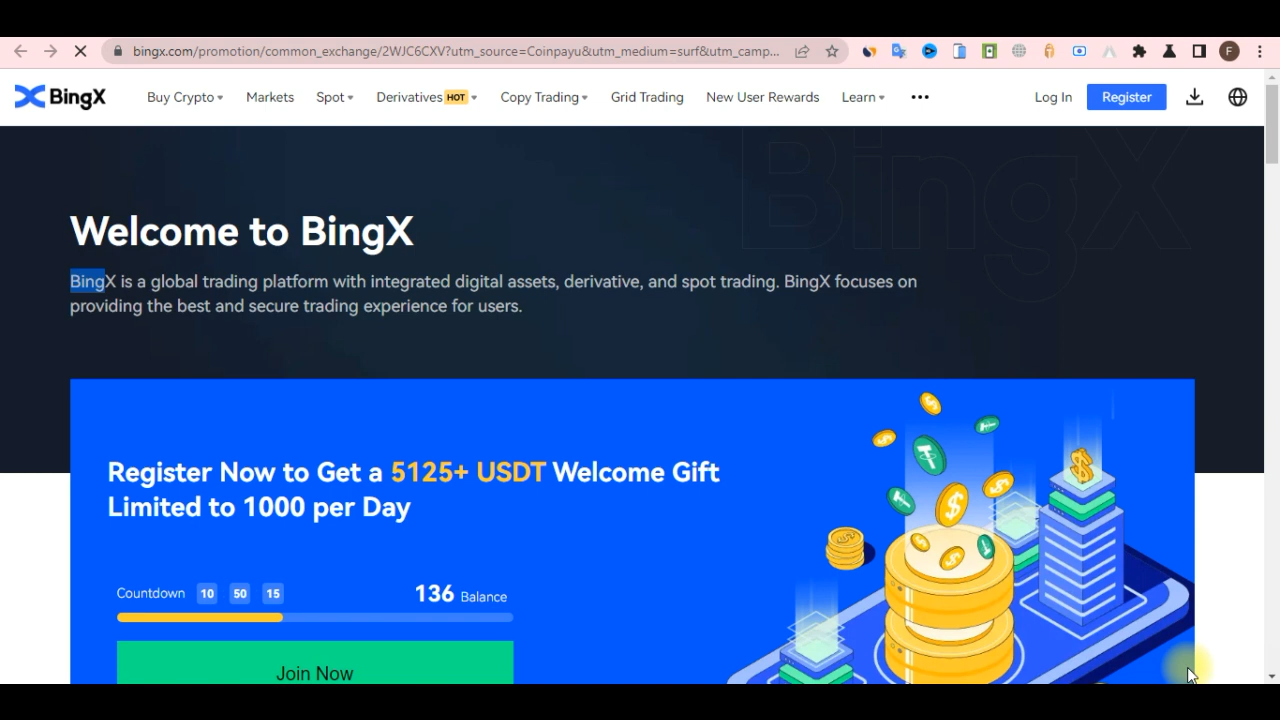 bingx.com/promotion/common_exchange/2WJC6CXV?utm_source=Coinpayu&utm_medium=surf&utm_camp...
F
BingX
Buy Crypto
Markets
Spot
Derivatives HOT
Copy Trading
Grid Trading
New User Rewards
Learn
•••
Log In
Register
BingX
Welcome to BingX
BingX is a global trading platform with integrated digital assets, derivative, and spot trading. BingX focuses on
providing the best and secure trading experience for users.
Register Now to Get a 5125+ USDT Welcome Gift
Limited to 1000 per Day
Countdown 10 50 15
136 Balance
Join Now